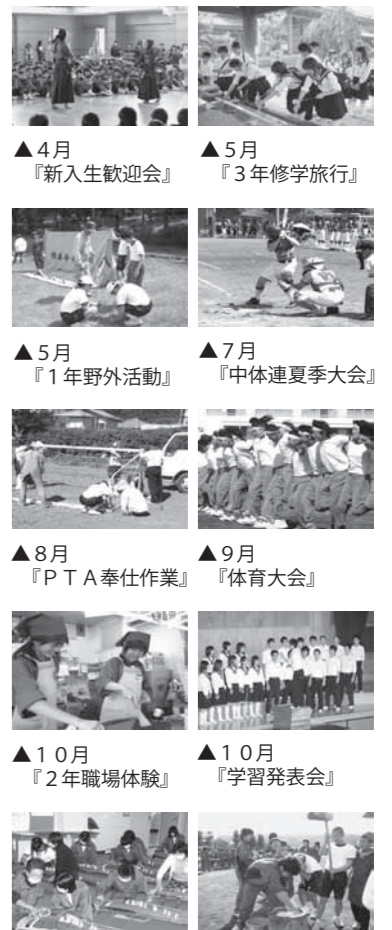 ▲４月
『新入生歓迎会』
▲５月
『３年修学旅行』
▲５月
『１年野外活動』
▲７月
『中体連夏季大会』
▲８月
『ＰＴＡ奉仕作業』
▲９月
『体育大会』
▲１０月
『２年職場体験』
▲１０月
『学習発表会』